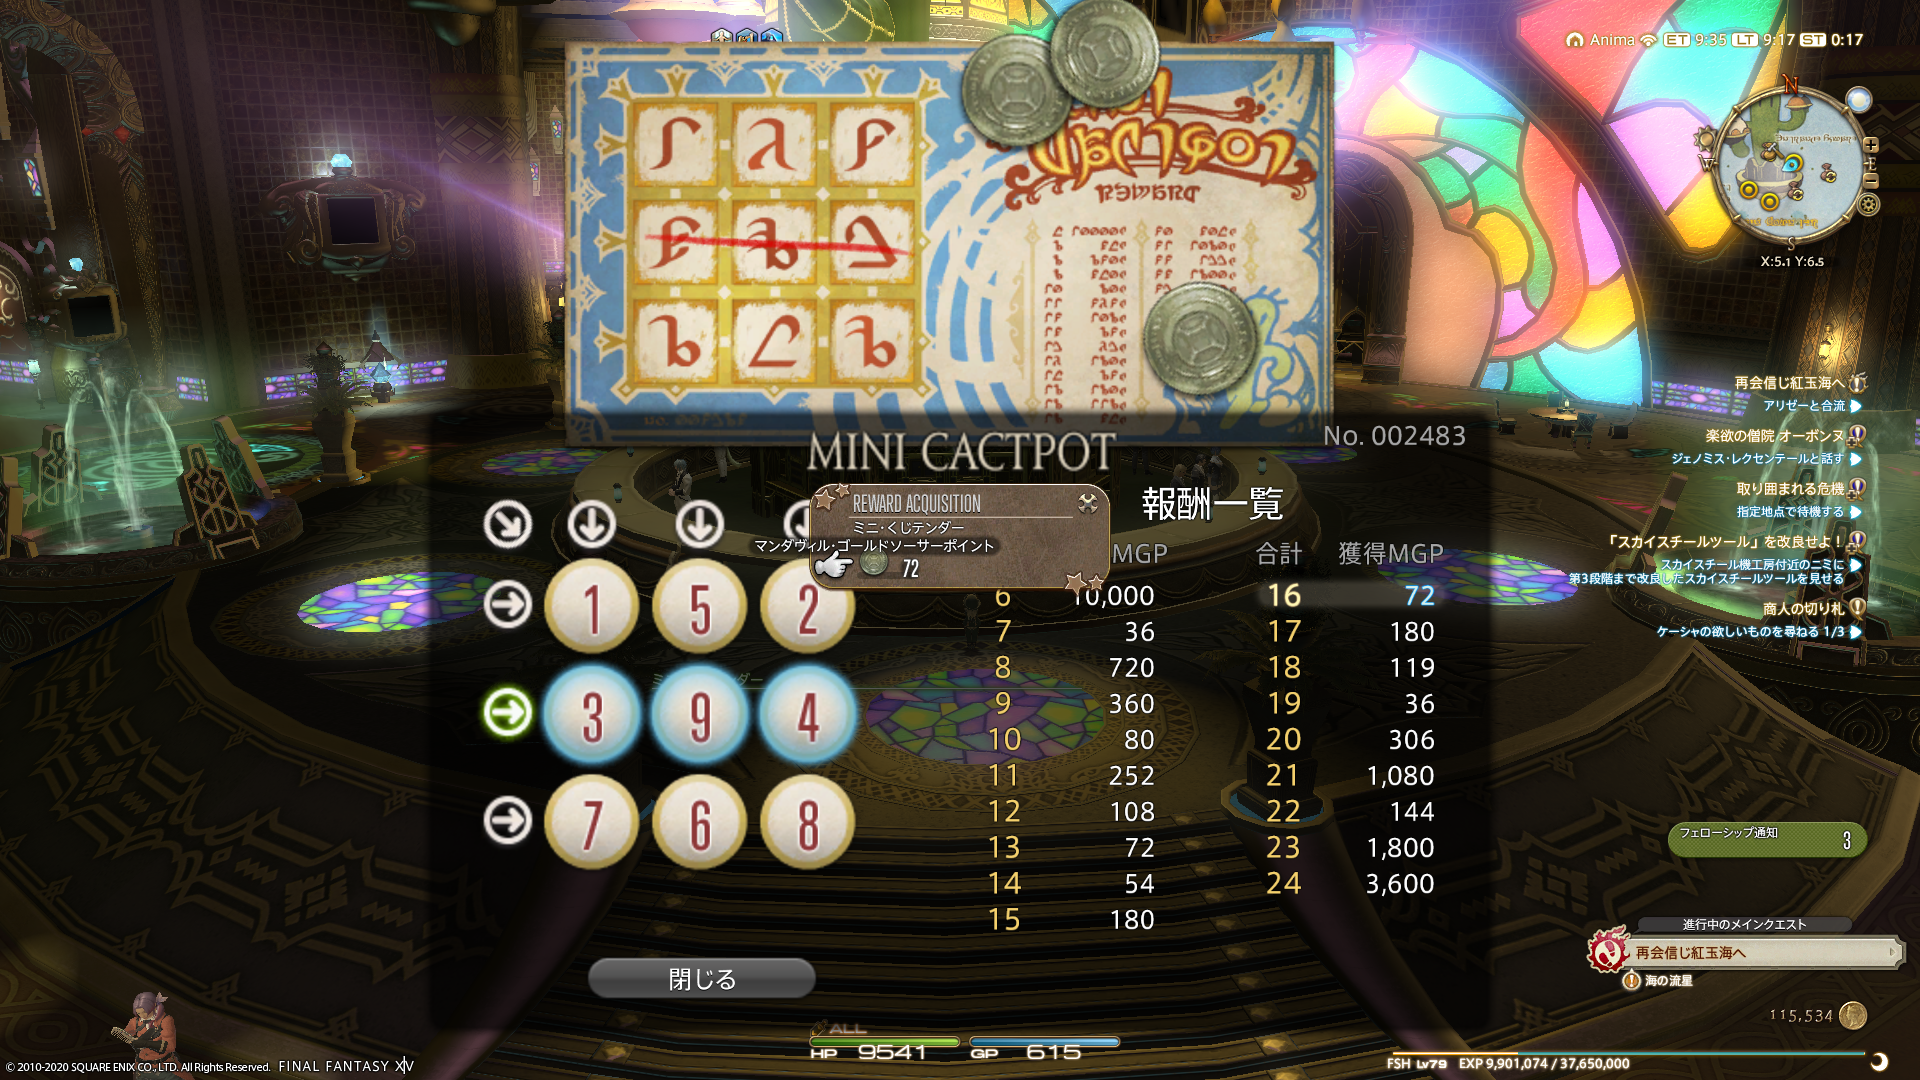 Anima ET 9:35 LT 9:17 ST 0:17
N
W
E
S
X:5.1 Y:6.5
MINI CACTPOT
No. 002483
REWARD ACQUISITION
ミニ・くじテンダー
マンダヴィル・ゴールドソーサーポイント
72
1 5 2
3 9 4
7 6 8
閉じる
報酬一覧
MGP 合計 獲得MGP
6 10,000 16 72
7 36 17 180
8 720 18 119
9 360 19 36
10 80 20 306
11 252 21 1,080
12 108 22 144
13 72 23 1,800
14 54 24 3,600
15 180
再会信じ紅玉海へ
アリゼーと合流
楽欲の僧院 オーボンヌ
ジェノミス・レクセンテールと話す
取り囲まれる危機
指定地点で待機する
「スカイスチールツール」を改良せよ！
スカイスチール機工房付近のニミに
第3段階まで改良したスカイスチールツールを見せる
商人の切り札
ケーシャの欲しいものを尋ねる 1/3
フェローシップ通知 3
進行中のメインクエスト
再会信じ紅玉海へ
海の流星
115,534
ALL
HP 9541 GP 615
FSH Lv79 EXP 9,901,074 / 37,650,000
© 2010-2020 SQUARE ENIX CO., LTD. All Rights Reserved. FINAL FANTASY XIV